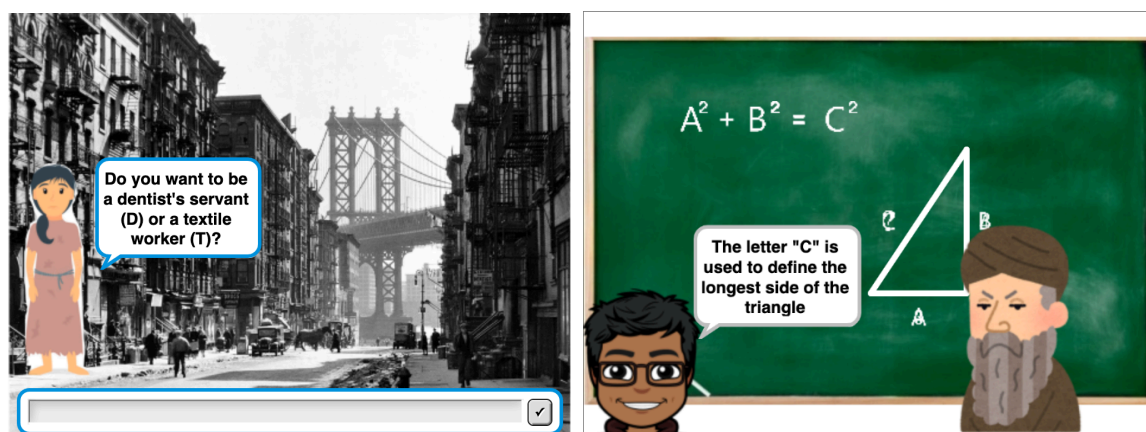 Do you want to be
a dentist's servant
(D) or a textile
worker (T)?
✓
A² + B² = C²
C
B
A
The letter "C" is
used to define the
longest side of the
triangle